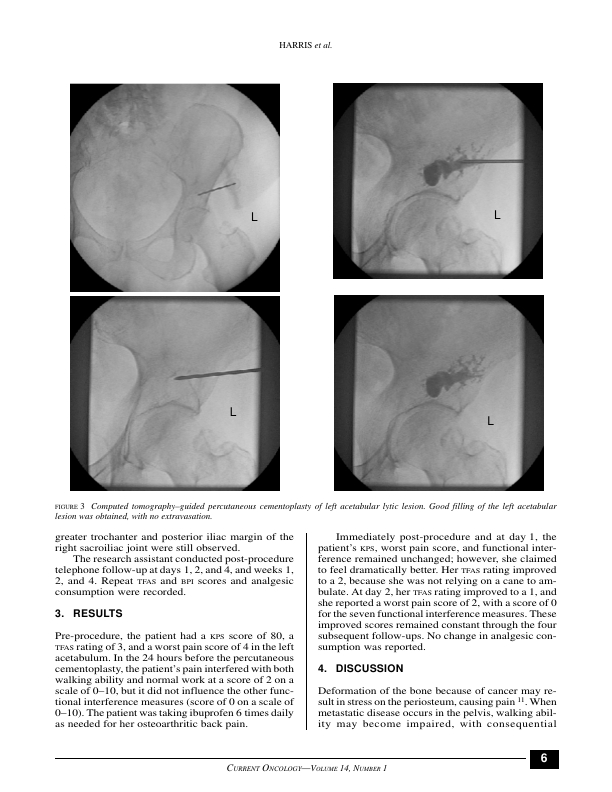 HARRIS et al.
L
L
L
L
FIGURE 3 Computed tomography–guided percutaneous cementoplasty of left acetabular lytic lesion. Good filling of the left acetabular
lesion was obtained, with no extravasation.
greater trochanter and posterior iliac margin of the
right sacroiliac joint were still observed.
The research assistant conducted post-procedure
telephone follow-up at days 1, 2, and 4, and weeks 1,
2, and 4. Repeat TFAS and BPI scores and analgesic
consumption were recorded.
3. RESULTS
Pre-procedure, the patient had a KPS score of 80, a
TFAS rating of 3, and a worst pain score of 4 in the left
acetabulum. In the 24 hours before the percutaneous
cementoplasty, the patient's pain interfered with both
walking ability and normal work at a score of 2 on a
scale of 0–10, but it did not influence the other func-
tional interference measures (score of 0 on a scale of
0–10). The patient was taking ibuprofen 6 times daily
as needed for her osteoarthritic back pain.
Immediately post-procedure and at day 1, the
patient's KPS, worst pain score, and functional inter-
ference remained unchanged; however, she claimed
to feel dramatically better. Her TFAS rating improved
to a 2, because she was not relying on a cane to am-
bulate. At day 2, her TFAS rating improved to a 1, and
she reported a worst pain score of 2, with a score of 0
for the seven functional interference measures. These
improved scores remained constant through the four
subsequent follow-ups. No change in analgesic con-
sumption was reported.
4. DISCUSSION
Deformation of the bone because of cancer may re-
sult in stress on the periosteum, causing pain 11. When
metastatic disease occurs in the pelvis, walking abil-
ity may become impaired, with consequential
CURRENT ONCOLOGY—VOLUME 14, NUMBER 1
6